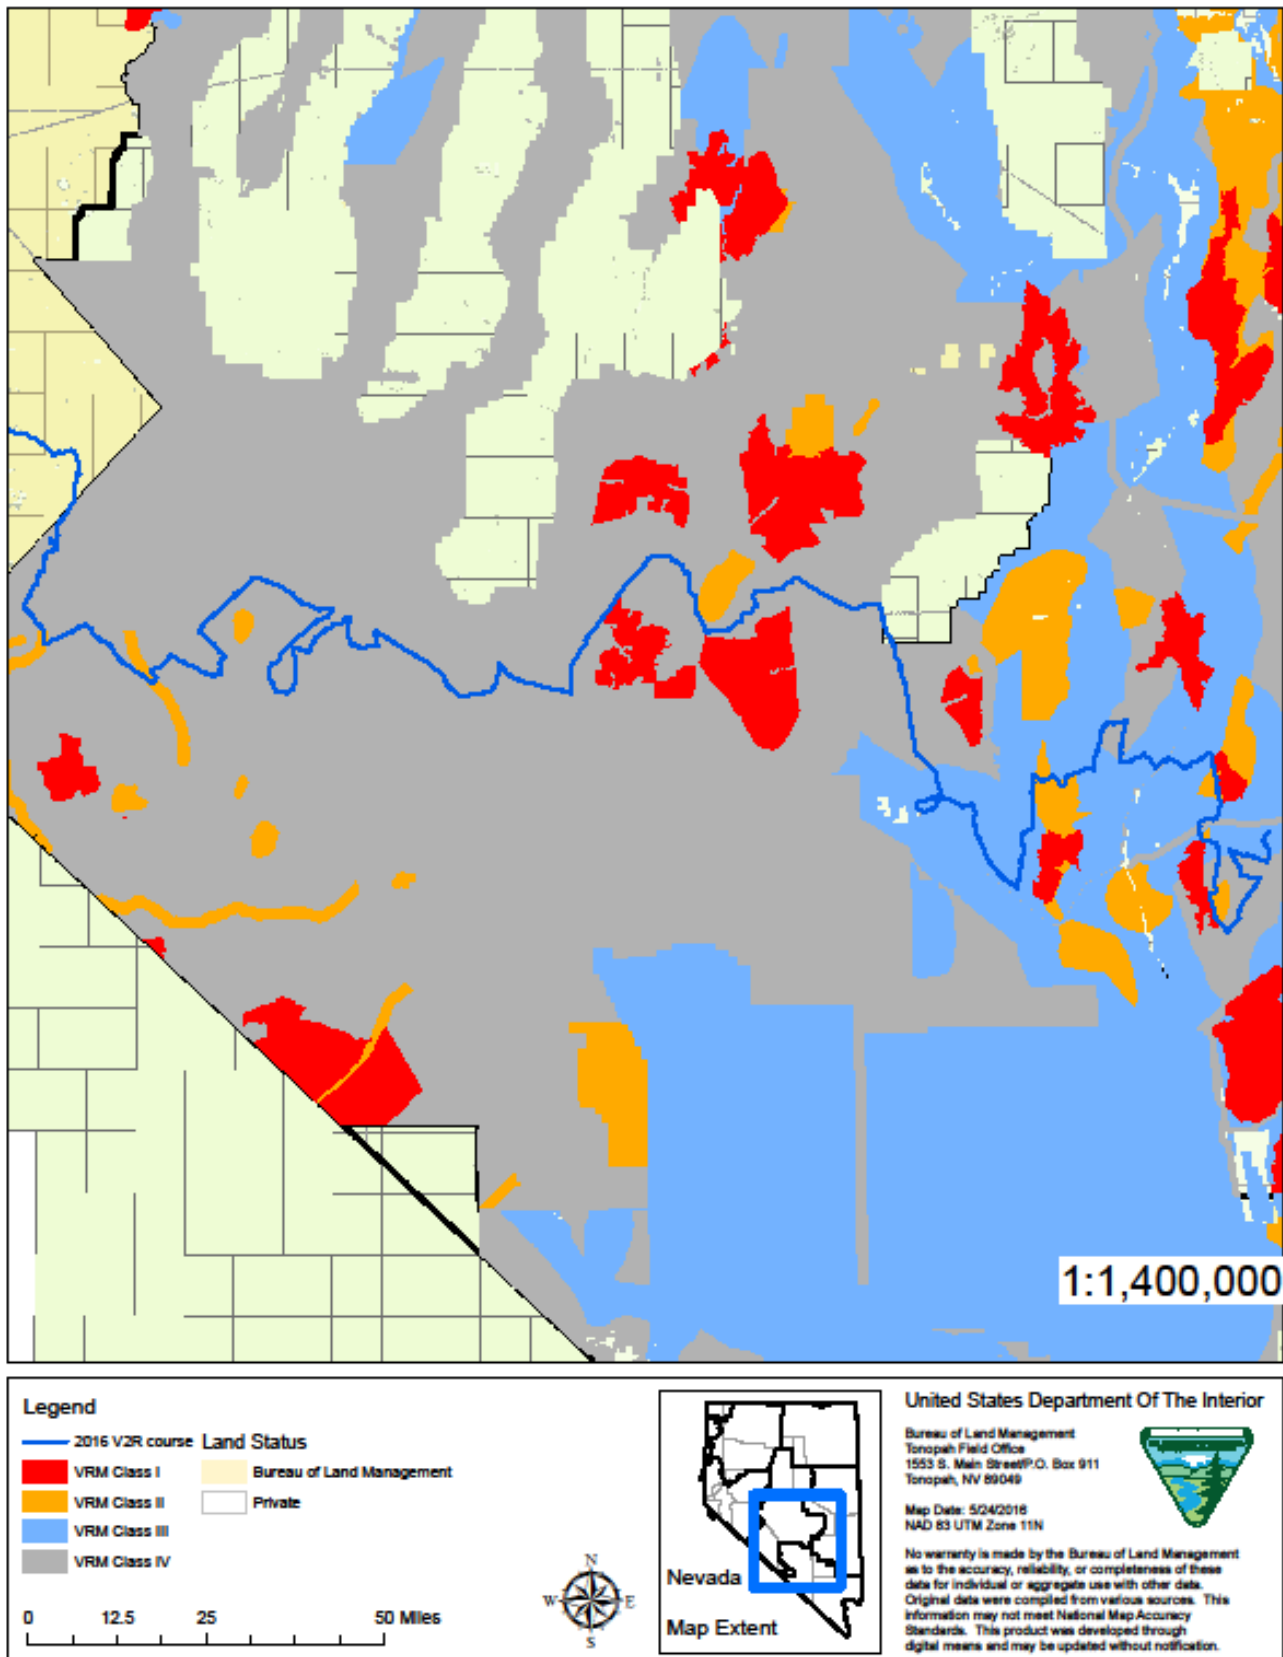 1:1,400,000
Legend
2016 V2R course
VRM Class I
VRM Class II
VRM Class III
VRM Class IV
Land Status
Bureau of Land Management
Private
0 12.5 25 50 Miles
N
W E
S
Nevada
Map Extent
United States Department Of The Interior
Bureau of Land Management
Tonopah Field Office
1553 S. Main Street/P.O. Box 911
Tonopah, NV 89049
Map Date: 5/24/2016
NAD 83 UTM Zone 11N
No warranty is made by the Bureau of Land Management
as to the accuracy, reliability, or completeness of these
data for individual or aggregate use with other data.
Original data were compiled from various sources. This
information may not meet National Map Accuracy
Standards. This product was developed through
digital means and may be updated without notification.